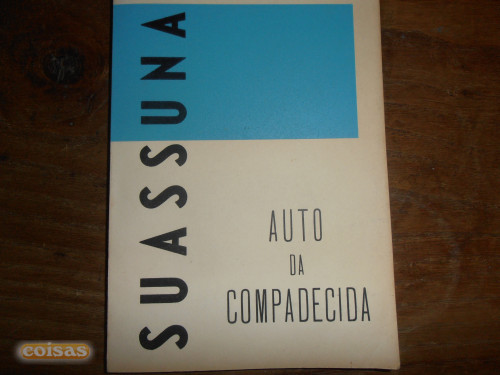 SUASSUNA
AUTO
DA
COMPADECIDA
coisas